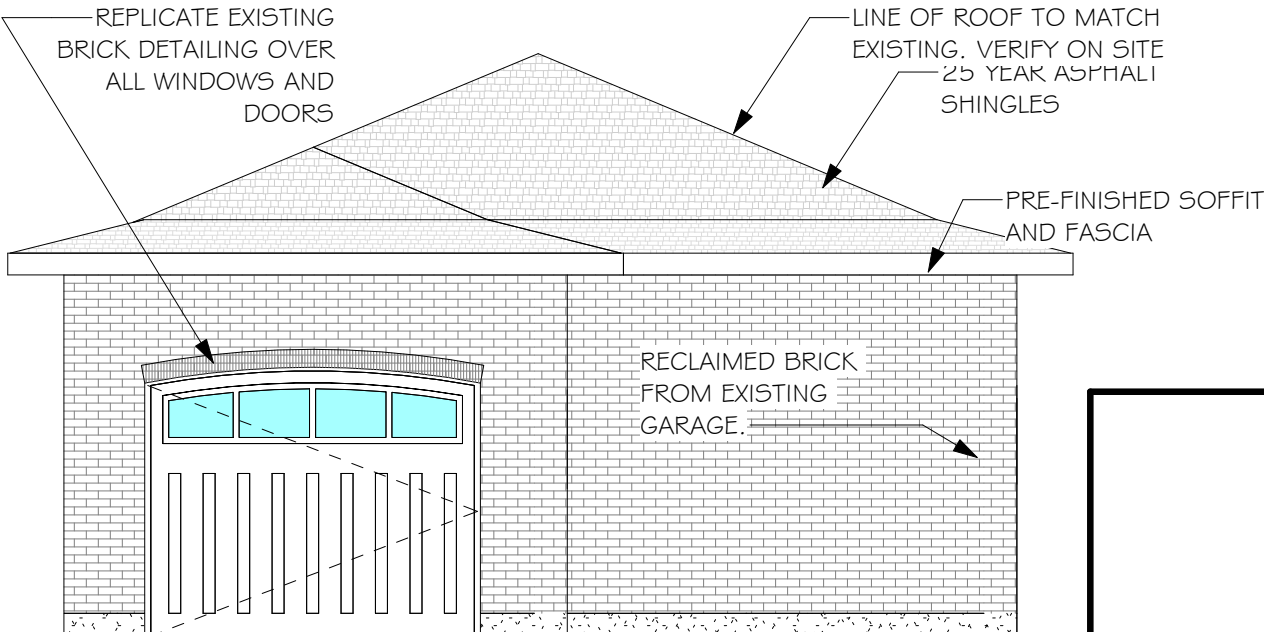 REPLICATE EXISTING
BRICK DETAILING OVER
ALL WINDOWS AND
DOORS
LINE OF ROOF TO MATCH
EXISTING. VERIFY ON SITE
25 YEAR ASPHALT
SHINGLES
PRE-FINISHED SOFFIT
AND FASCIA
RECLAIMED BRICK
FROM EXISTING
GARAGE.